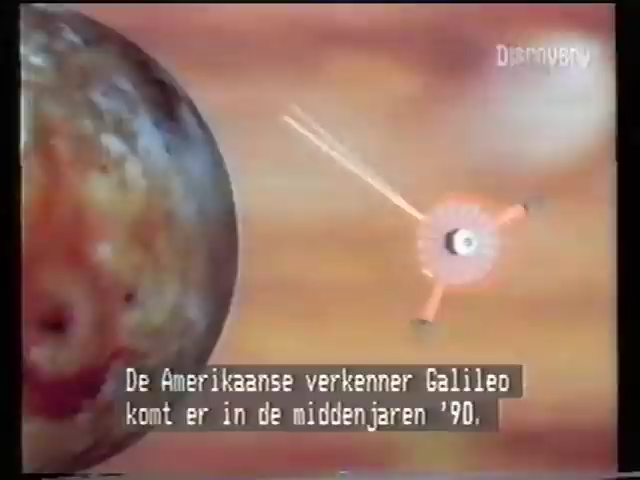 Discovery
De Amerikaanse verkenner Galileo
komt er in de middenjaren '90.